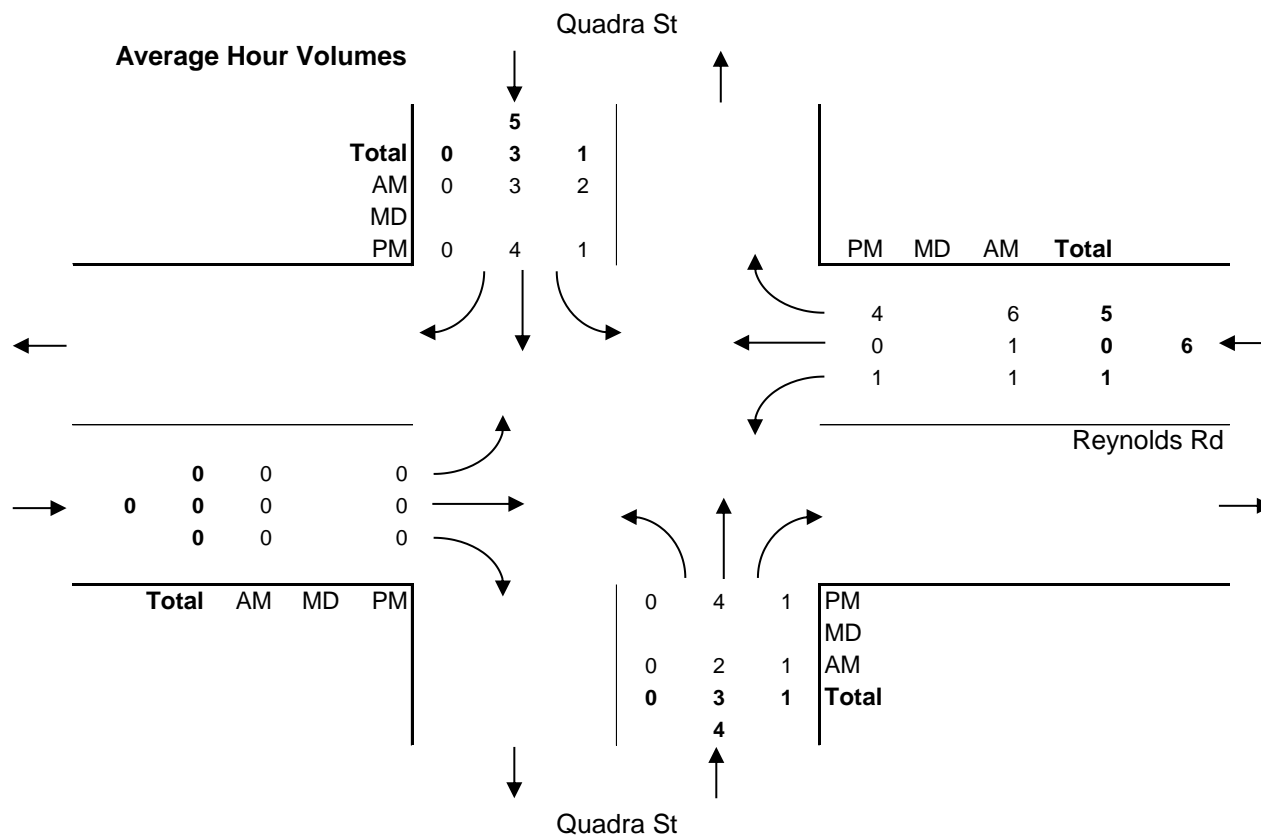 Quadra St
Average Hour Volumes
5
Total 0 3 1
AM 0 3 2
MD
PM 0 4 1
PM MD AM Total
4 6 5
0 1 0 6
1 1 1
Reynolds Rd
0 0 0
0 0 0 0
0 0 0
Total AM MD PM
0 4 1 PM
MD
0 2 1 AM
0 3 1 Total
4
Quadra St